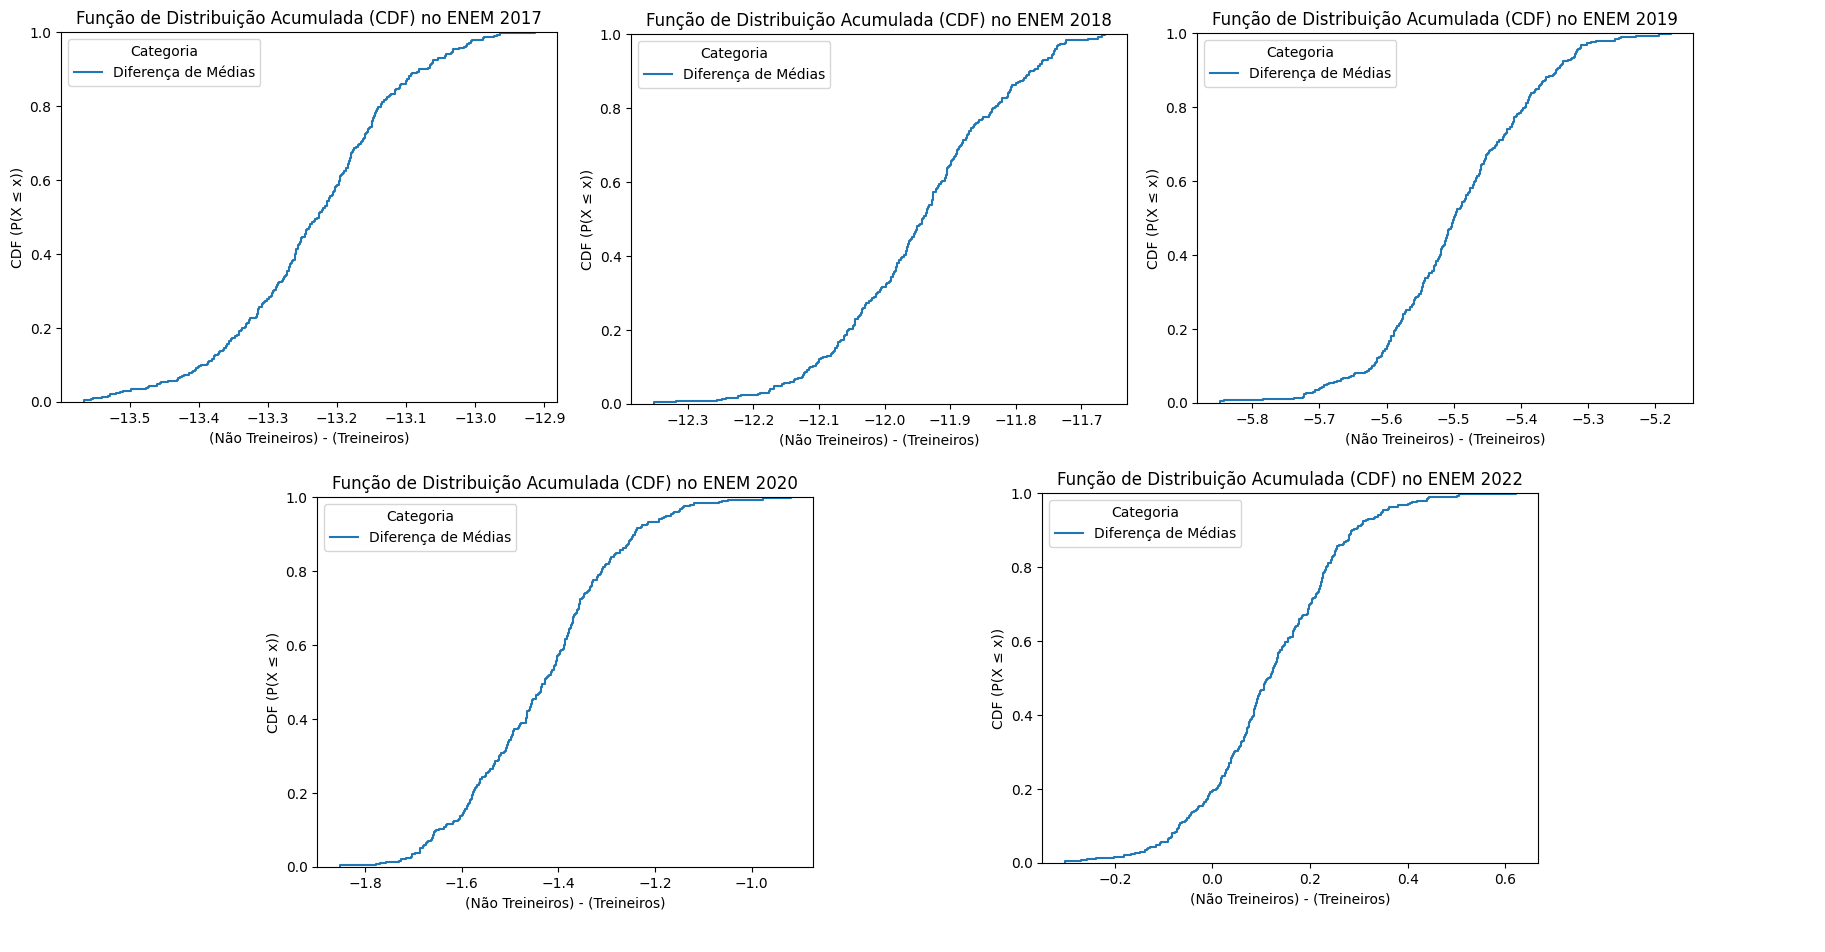 Função de Distribuição Acumulada (CDF) no ENEM 2017
Categoria
Diferença de Médias
CDF (P(X ≤ x))
1.0
0.8
0.6
0.4
0.2
0.0
−13.5 −13.4 −13.3 −13.2 −13.1 −13.0 −12.9
(Não Treineiros) - (Treineiros)
Função de Distribuição Acumulada (CDF) no ENEM 2018
Categoria
Diferença de Médias
CDF (P(X ≤ x))
1.0
0.8
0.6
0.4
0.2
0.0
−12.3 −12.2 −12.1 −12.0 −11.9 −11.8 −11.7
(Não Treineiros) - (Treineiros)
Função de Distribuição Acumulada (CDF) no ENEM 2019
Categoria
Diferença de Médias
CDF (P(X ≤ x))
1.0
0.8
0.6
0.4
0.2
0.0
−5.8 −5.7 −5.6 −5.5 −5.4 −5.3 −5.2
(Não Treineiros) - (Treineiros)
Função de Distribuição Acumulada (CDF) no ENEM 2020
Categoria
Diferença de Médias
CDF (P(X ≤ x))
1.0
0.8
0.6
0.4
0.2
0.0
−1.8 −1.6 −1.4 −1.2 −1.0
(Não Treineiros) - (Treineiros)
Função de Distribuição Acumulada (CDF) no ENEM 2022
Categoria
Diferença de Médias
CDF (P(X ≤ x))
1.0
0.8
0.6
0.4
0.2
0.0
−0.2 0.0 0.2 0.4 0.6
(Não Treineiros) - (Treineiros)